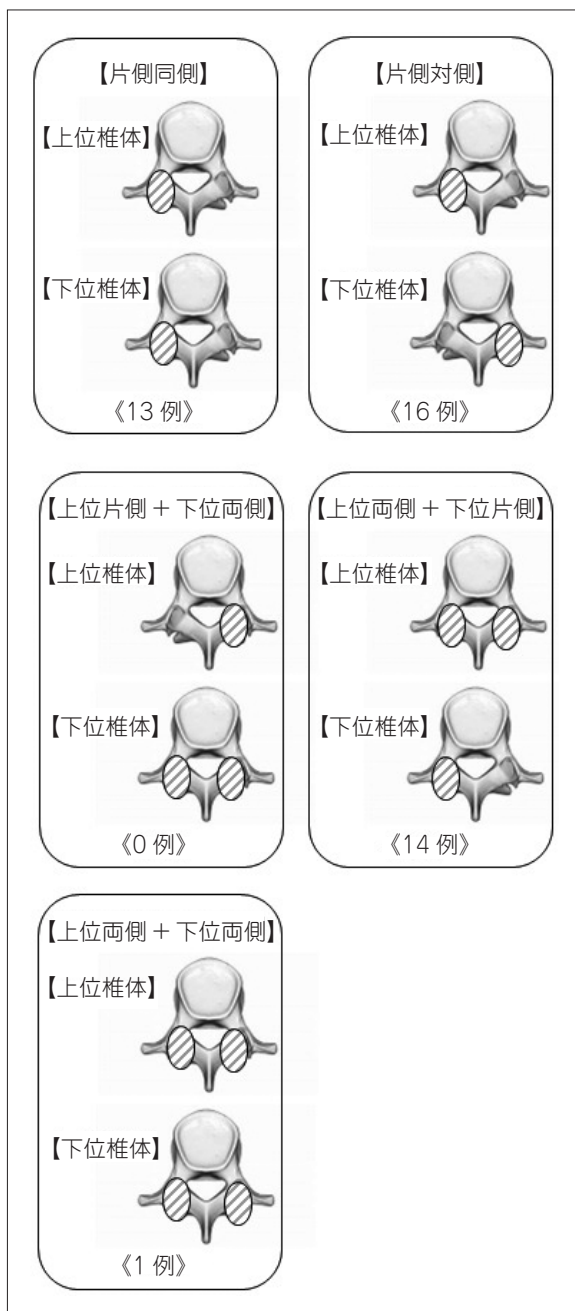 【片側同側】
【上位椎体】
【下位椎体】
《13 例》
【片側対側】
【上位椎体】
【下位椎体】
《16 例》
【上位片側 + 下位両側】
【上位椎体】
【下位椎体】
《0 例》
【上位両側 + 下位片側】
【上位椎体】
【下位椎体】
《14 例》
【上位両側 + 下位両側】
【上位椎体】
【下位椎体】
《1 例》